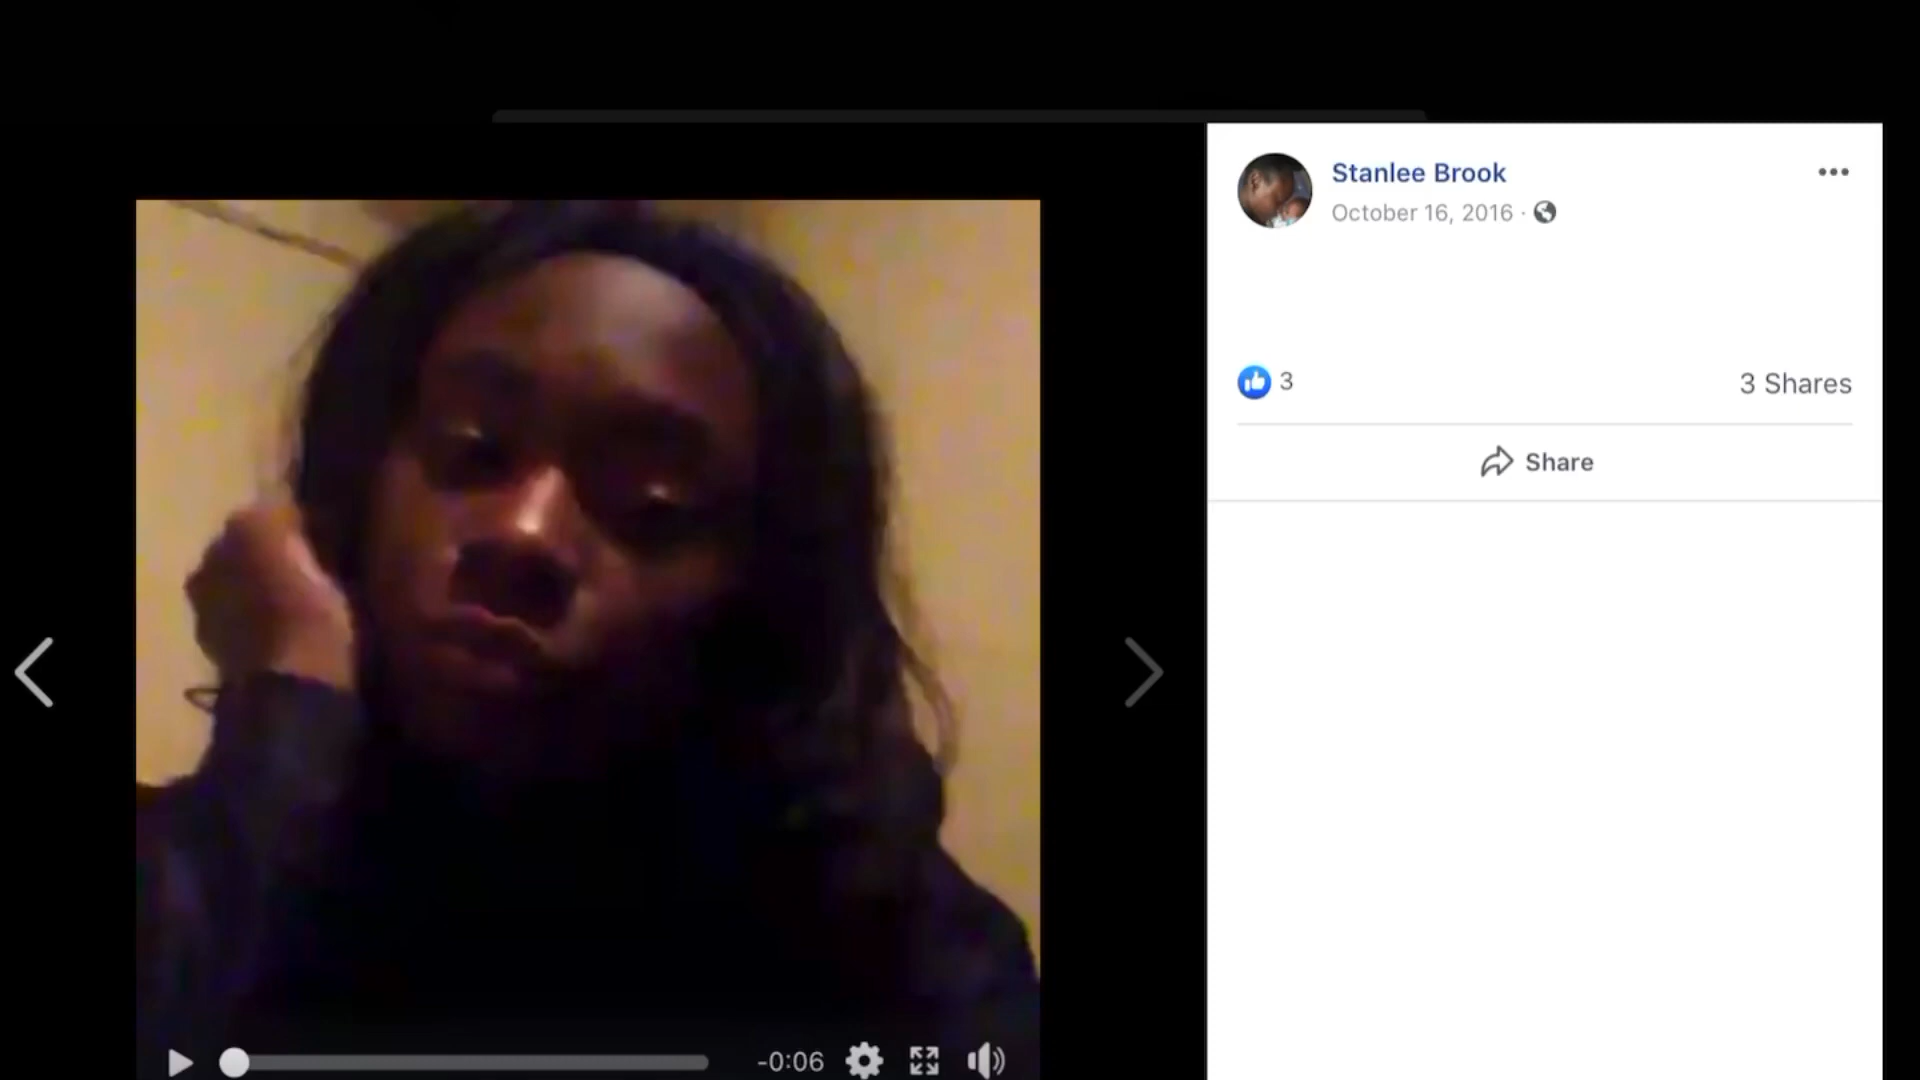 Stanlee Brook
October 16, 2016 ·
3
3 Shares
Share
-0:06